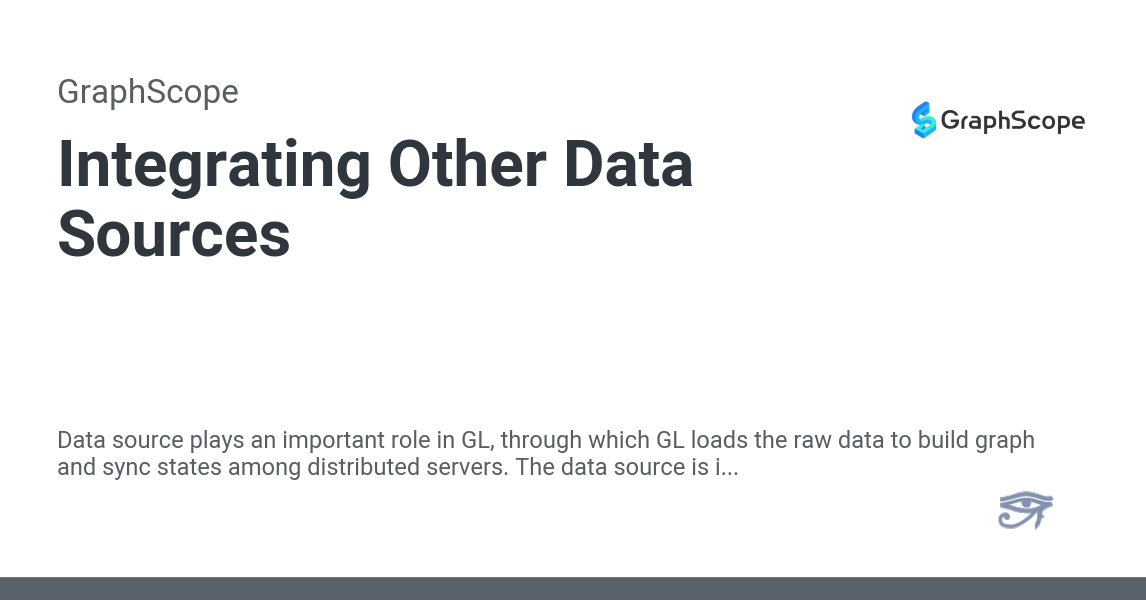 GraphScope
GraphScope
Integrating Other Data
Sources
Data source plays an important role in GL, through which GL loads the raw data to build graph
and sync states among distributed servers. The data source is i...